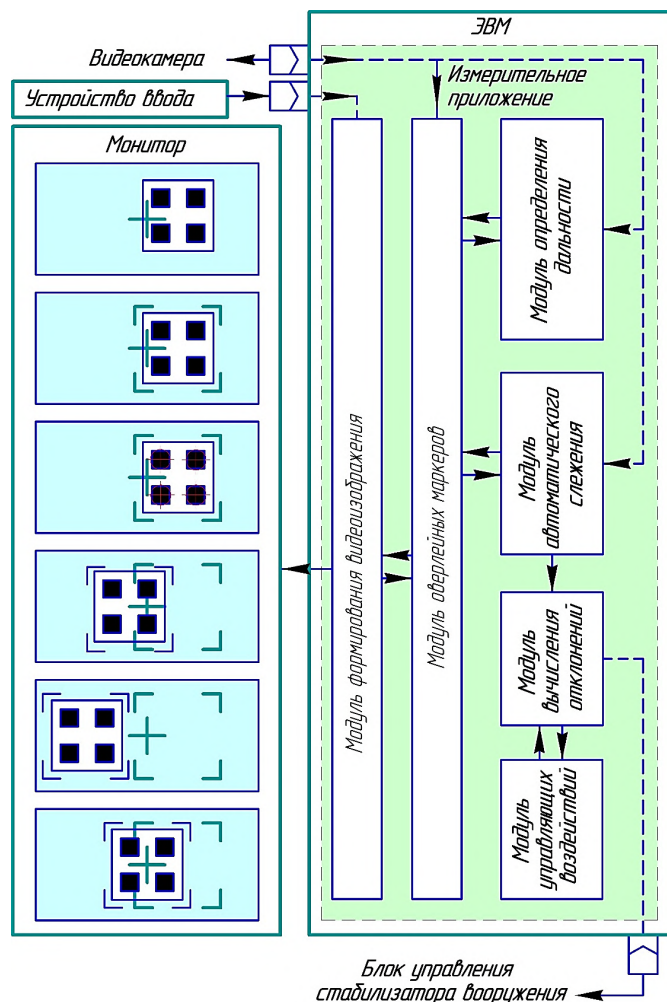 ЭВМ
Видеокамера
Устройство ввода
Измерительное
приложение
Монитор
Модуль формирования видеоизображения
Модуль оверлейных маркеров
Модуль определения
дальности
Модуль
автоматического
слежения
Модуль
вычисления
отклонений
Модуль
управляющих
воздействий
Блок управления
стабилизатора вооружения